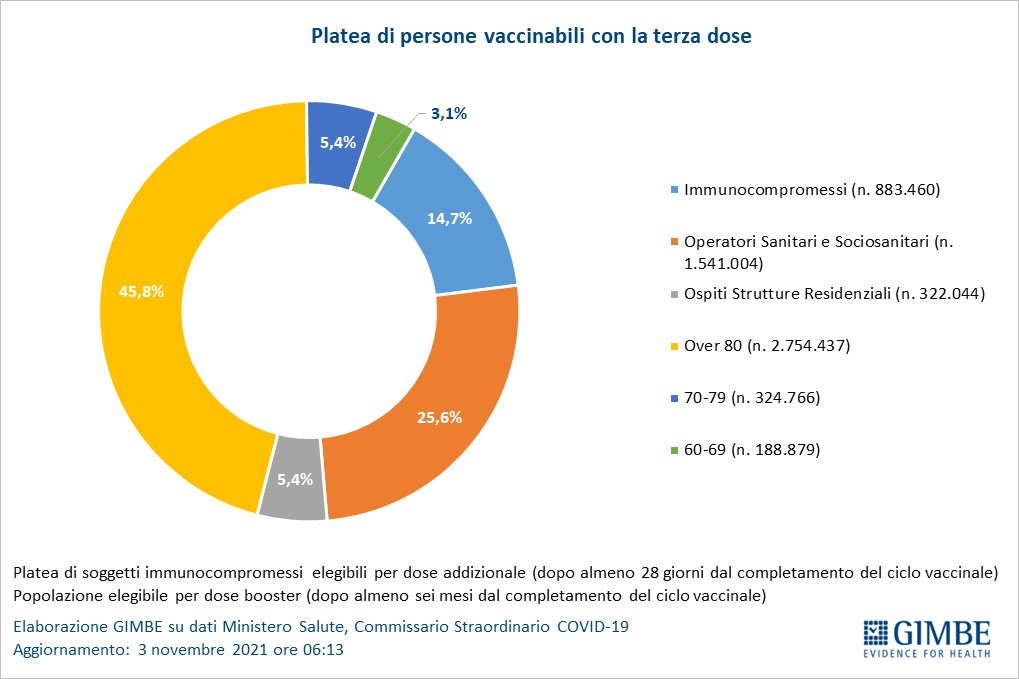 Platea di persone vaccinabili con la terza dose
5,4%
3,1%
14,7%
45,8%
25,6%
5,4%
Immunocompromessi (n. 883.460)
Operatori Sanitari e Sociosanitari (n.
1.541.004)
Ospiti Strutture Residenziali (n. 322.044)
Over 80 (n. 2.754.437)
70-79 (n. 324.766)
60-69 (n. 188.879)
Platea di soggetti immunocompromessi elegibili per dose addizionale (dopo almeno 28 giorni dal completamento del ciclo vaccinale)
Popolazione elegibile per dose booster (dopo almeno sei mesi dal completamento del ciclo vaccinale)
Elaborazione GIMBE su dati Ministero Salute, Commissario Straordinario COVID-19
Aggiornamento: 3 novembre 2021 ore 06:13
GIMBE
EVIDENCE FOR HEALTH